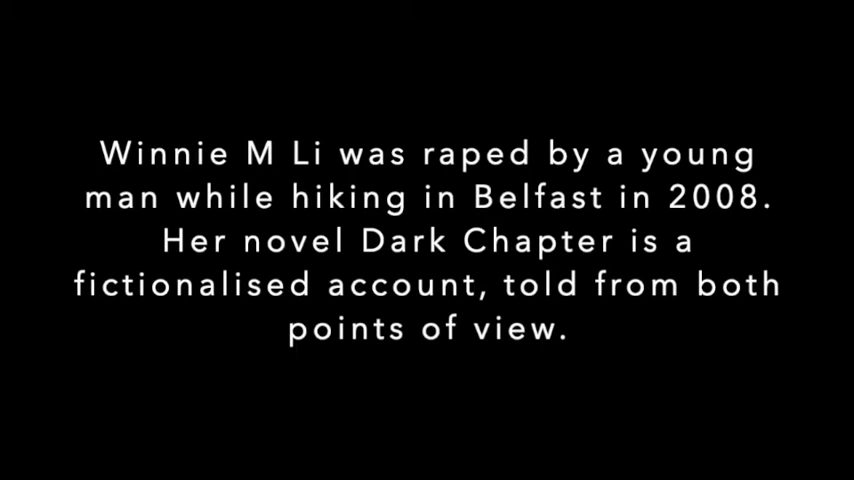 Winnie M Li was raped by a young
man while hiking in Belfast in 2008.
Her novel Dark Chapter is a
fictionalised account, told from both
points of view.